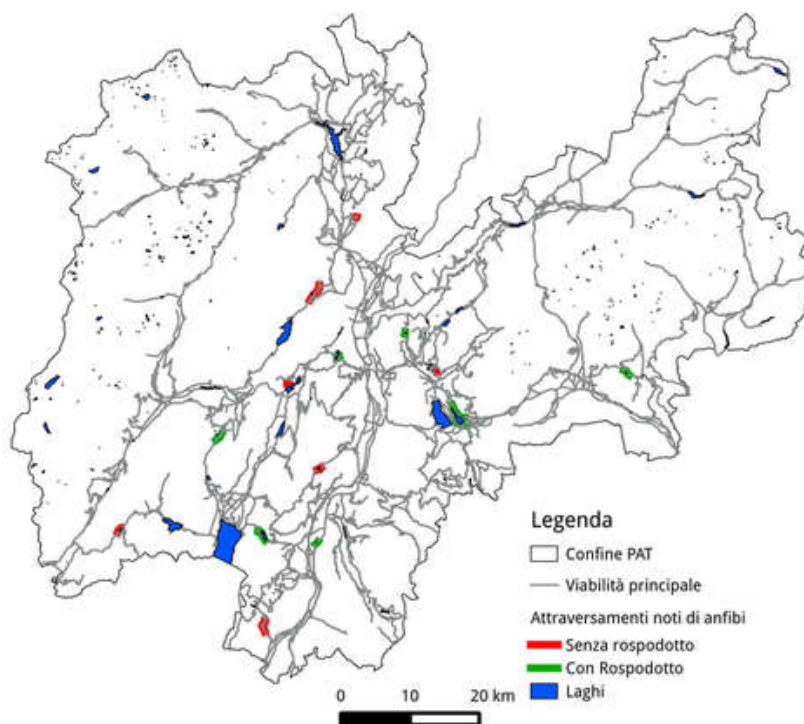 Legenda
Confine PAT
Viabilità principale
Attraversamenti noti di anfibi
Senza rospodotto
Con Rospodotto
Laghi
0 10 20 km